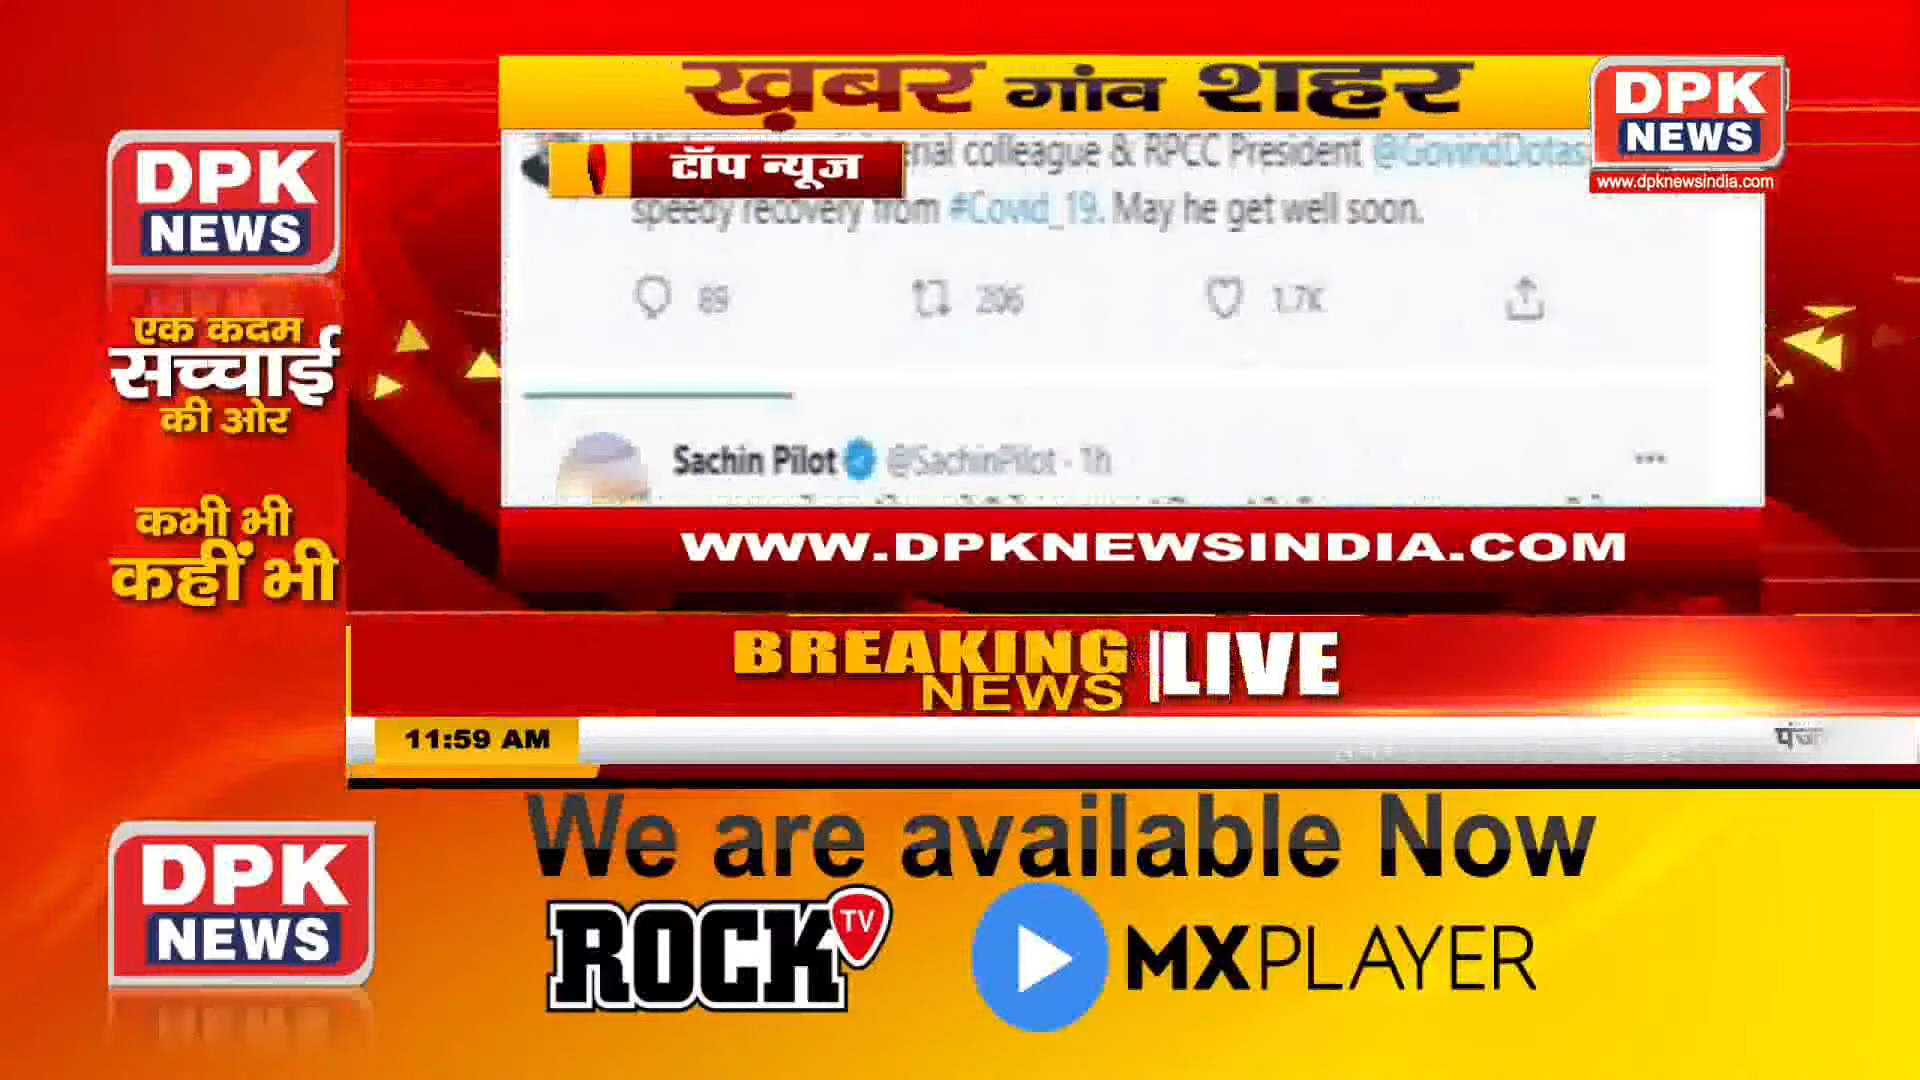 ख़बर गांव शहर
DPK
NEWS
www.dpknewsindia.com
DPK
NEWS
एक कदम
सच्चाई
की ओर
कभी भी
कहीं भी
टॉप न्यूज
colleague & RPCC President @GovindDotas
speedy recovery from #Covid_19. May he get well soon.
89 206 1.7K
Sachin Pilot @SachinPilot · 1h
WWW.DPKNEWSINDIA.COM
BREAKING
NEWS
LIVE
11:59 AM
We are available Now
DPK
NEWS
ROCK TV
MXPLAYER